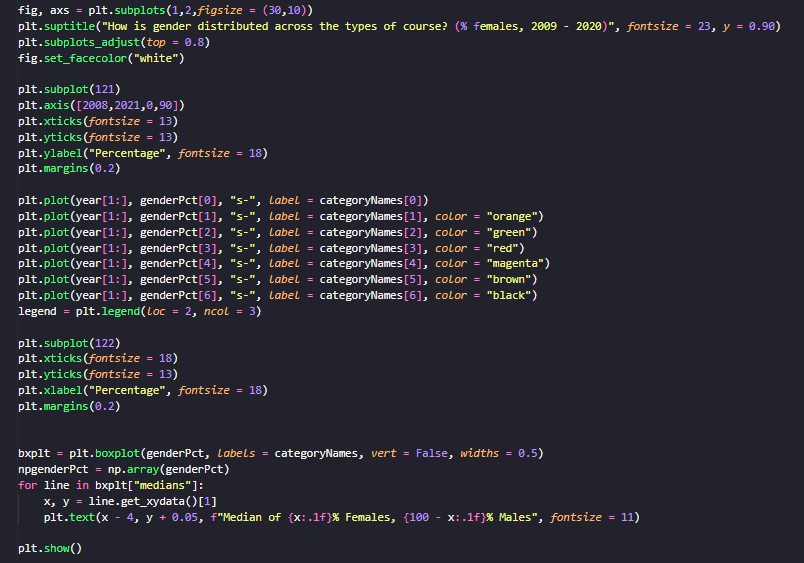 fig, axs = plt.subplots(1,2,figsize = (30,10))
plt.suptitle("How is gender distributed across the types of course? (% females, 2009 - 2020)", fontsize = 23, y = 0.90)
plt.subplots_adjust(top = 0.8)
fig.set_facecolor("white")
plt.subplot(121)
plt.axis([2008,2021,0,90])
plt.xticks(fontsize = 13)
plt.yticks(fontsize = 13)
plt.ylabel("Percentage", fontsize = 18)
plt.margins(0.2)
plt.plot(year[1:], genderPct[0], "s-", label = categoryNames[0])
plt.plot(year[1:], genderPct[1], "s-", label = categoryNames[1], color = "orange")
plt.plot(year[1:], genderPct[2], "s-", label = categoryNames[2], color = "green")
plt.plot(year[1:], genderPct[3], "s-", label = categoryNames[3], color = "red")
plt.plot(year[1:], genderPct[4], "s-", label = categoryNames[4], color = "magenta")
plt.plot(year[1:], genderPct[5], "s-", label = categoryNames[5], color = "brown")
plt.plot(year[1:], genderPct[6], "s-", label = categoryNames[6], color = "black")
legend = plt.legend(loc = 2, ncol = 3)
plt.subplot(122)
plt.xticks(fontsize = 18)
plt.yticks(fontsize = 13)
plt.xlabel("Percentage", fontsize = 18)
plt.margins(0.2)
bxplt = plt.boxplot(genderPct, labels = categoryNames, vert = False, widths = 0.5)
npgenderPct = np.array(genderPct)
for line in bxplt["medians"]:
    x, y = line.get_xydata()[1]
    plt.text(x - 4, y + 0.05, f"Median of {x:.1f}% Females, {100 - x:.1f}% Males", fontsize = 11)
plt.show()